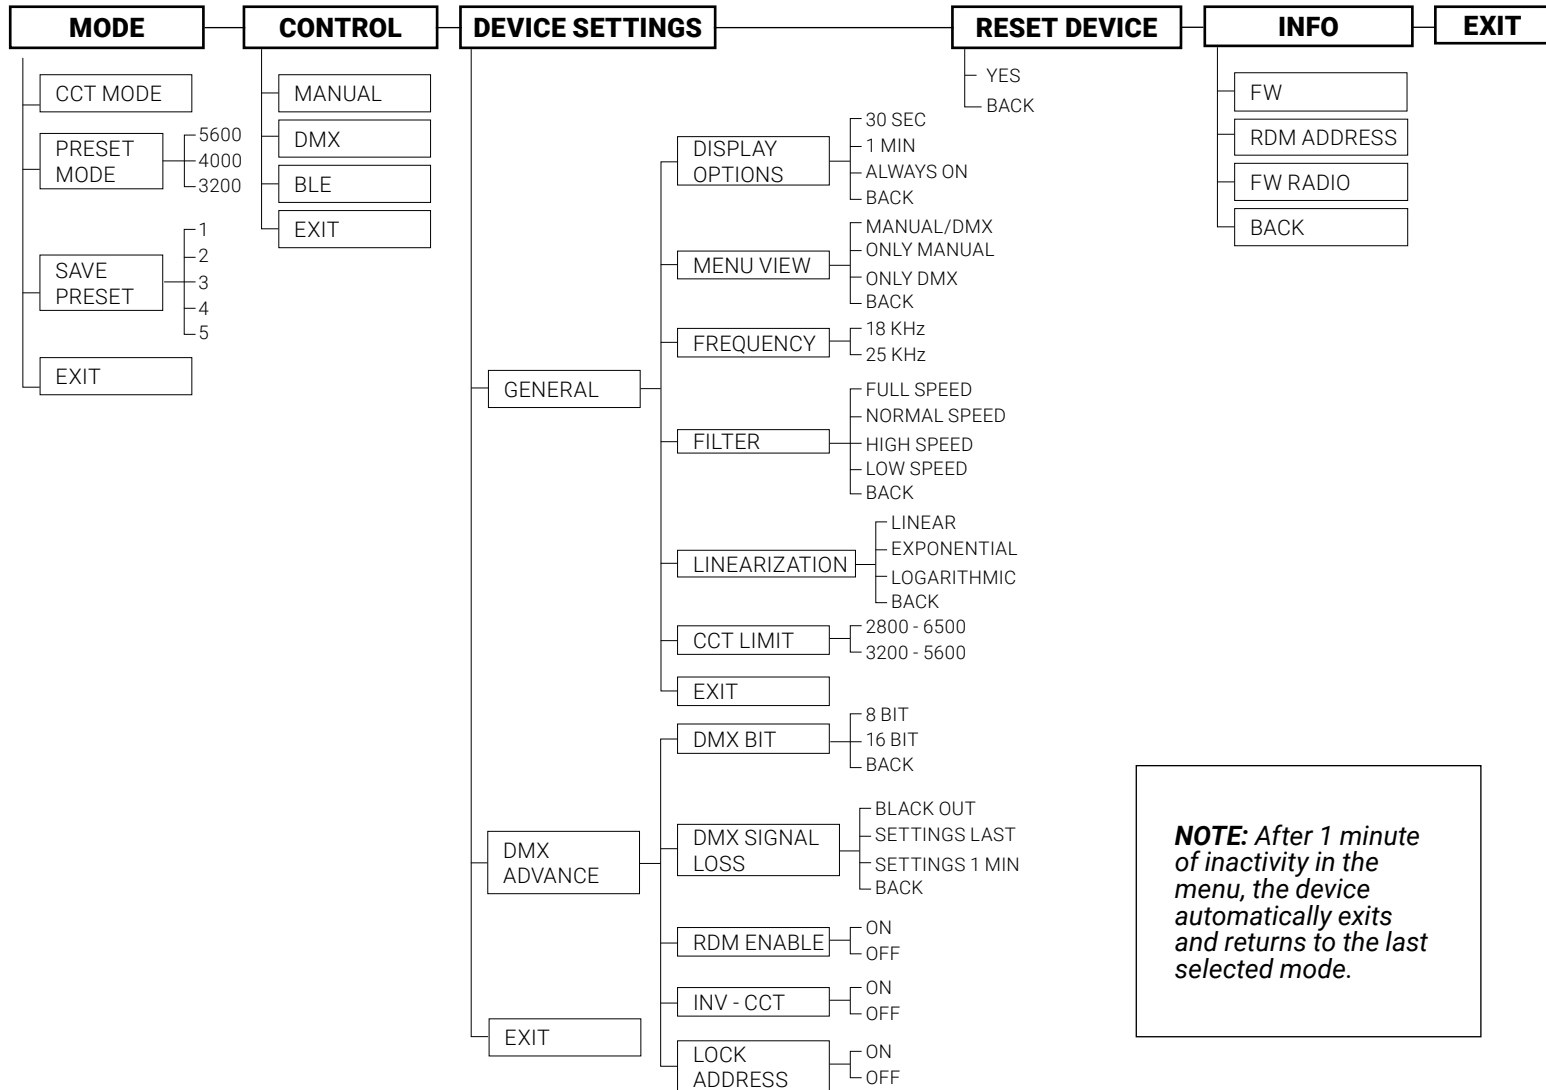 MODE
CONTROL
DEVICE SETTINGS
RESET DEVICE
INFO
EXIT
CCT MODE
PRESET
MODE
5600
4000
3200
SAVE
PRESET
1
2
3
4
5
EXIT
MANUAL
DMX
BLE
EXIT
GENERAL
DISPLAY
OPTIONS
30 SEC
1 MIN
ALWAYS ON
BACK
MENU VIEW
MANUAL/DMX
ONLY MANUAL
ONLY DMX
BACK
FREQUENCY
18 KHz
25 KHz
FILTER
FULL SPEED
NORMAL SPEED
HIGH SPEED
LOW SPEED
BACK
LINEARIZATION
LINEAR
EXPONENTIAL
LOGARITHMIC
BACK
CCT LIMIT
2800 - 6500
3200 - 5600
EXIT
DMX
ADVANCE
DMX BIT
8 BIT
16 BIT
BACK
DMX SIGNAL
LOSS
BLACK OUT
SETTINGS LAST
SETTINGS 1 MIN
BACK
RDM ENABLE
ON
OFF
INV - CCT
ON
OFF
LOCK
ADDRESS
ON
OFF
EXIT
YES
BACK
FW
RDM ADDRESS
FW RADIO
BACK
NOTE: After 1 minute
of inactivity in the
menu, the device
automatically exits
and returns to the last
selected mode.